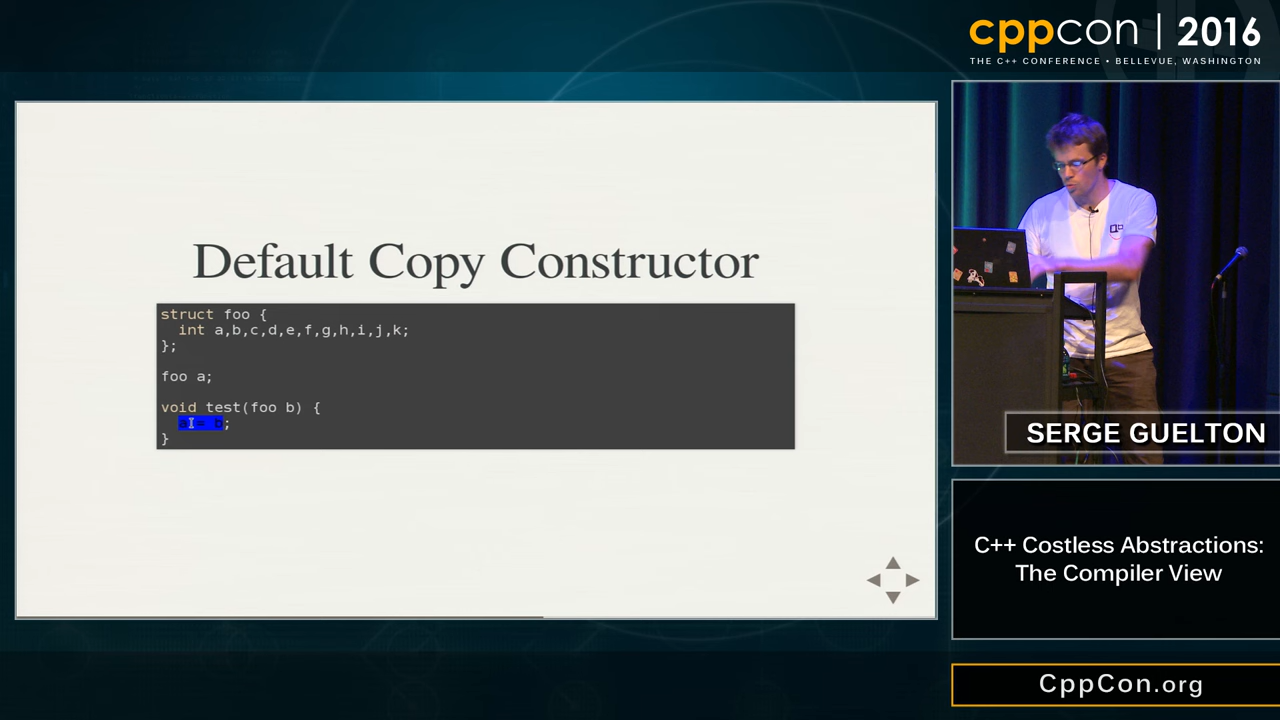 cppcon | 2016
THE C++ CONFERENCE • BELLEVUE, WASHINGTON
Default Copy Constructor
struct foo {
int a,b,c,d,e,f,g,h,i,j,k;
};
foo a;
void test(foo b) {
a = b;
}
SERGE GUELTON
C++ Costless Abstractions:
The Compiler View
CppCon.org